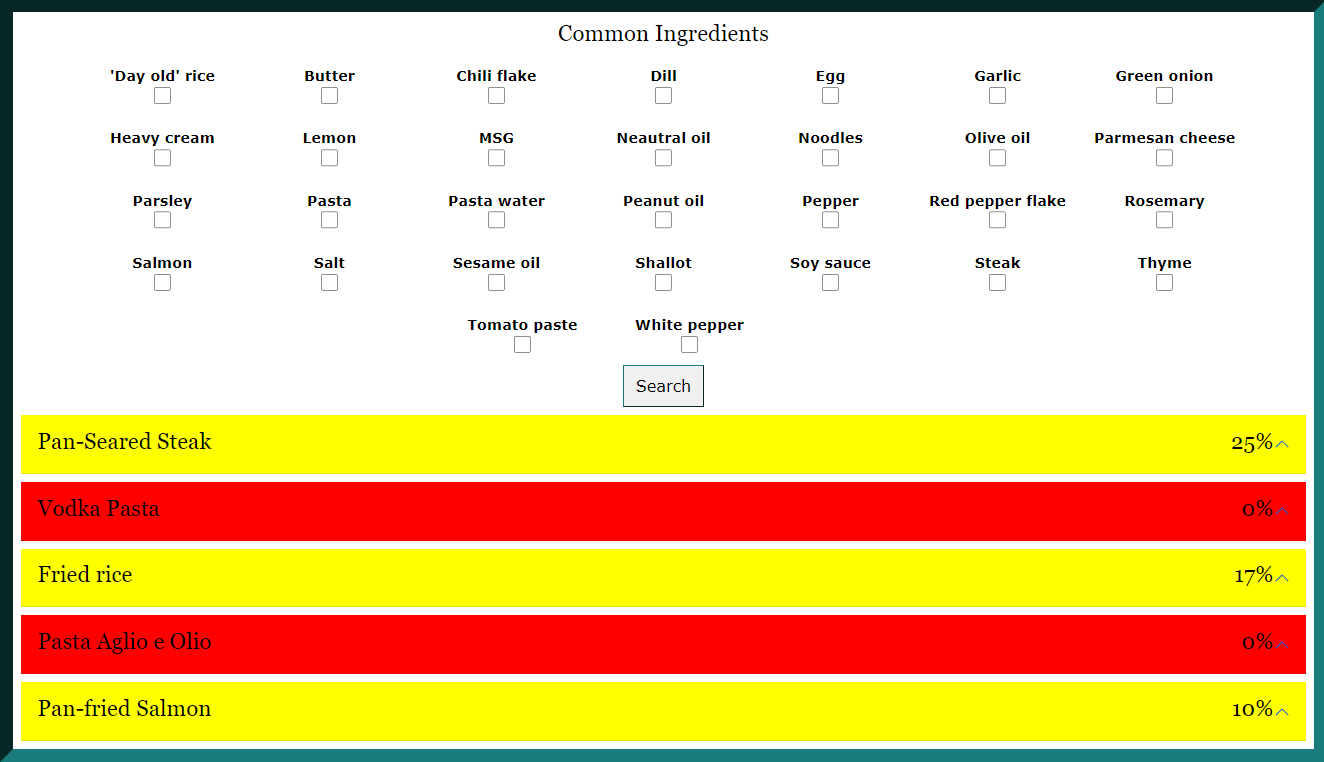 Common Ingredients
'Day old' rice Butter Chili flake Dill Egg Garlic Green onion
Heavy cream Lemon MSG Neautral oil Noodles Olive oil Parmesan cheese
Parsley Pasta Pasta water Peanut oil Pepper Red pepper flake Rosemary
Salmon Salt Sesame oil Shallot Soy sauce Steak Thyme
Tomato paste White pepper
Search
Pan-Seared Steak 25%
Vodka Pasta 0%
Fried rice 17%
Pasta Aglio e Olio 0%
Pan-fried Salmon 10%